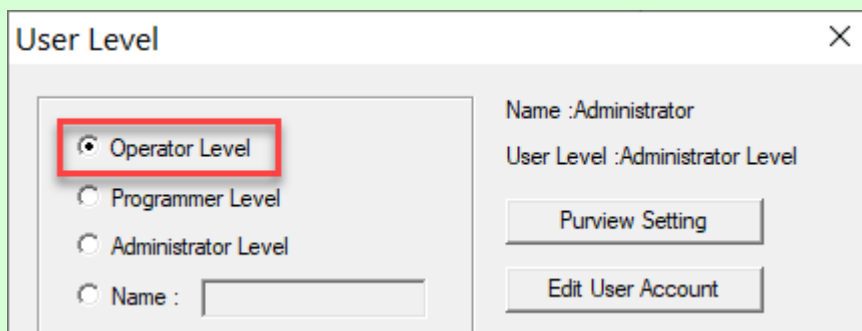 User Level
Operator Level
Programmer Level
Administrator Level
Name :
Name :Administrator
User Level :Administrator Level
Purview Setting
Edit User Account